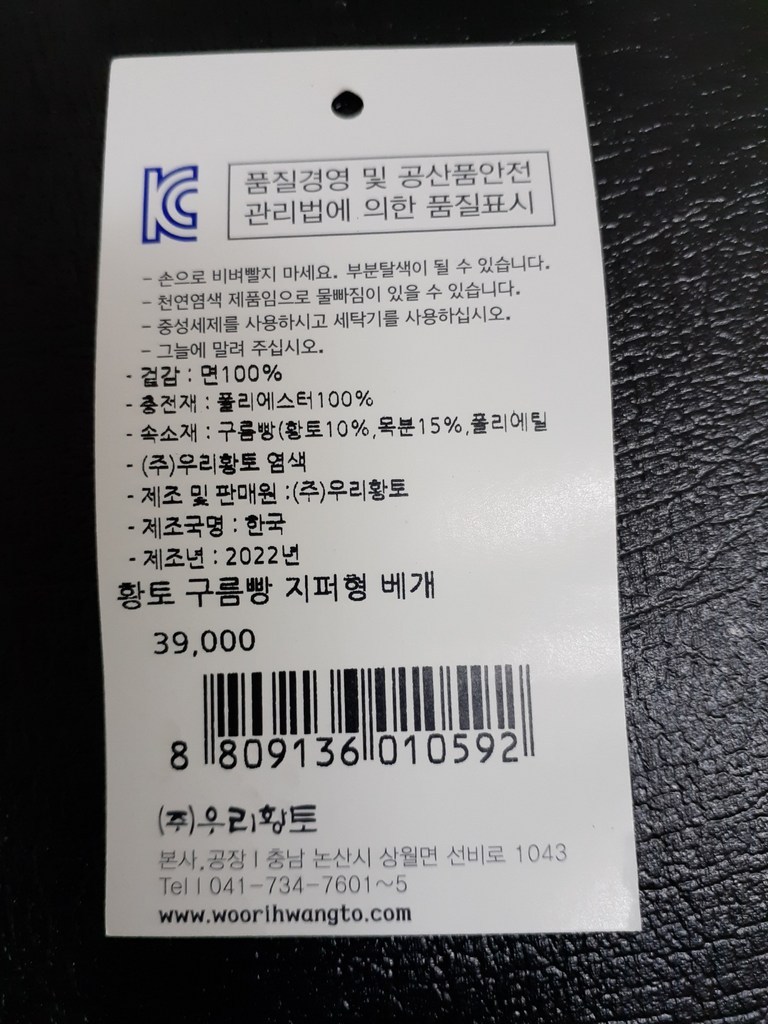 KC
품질경영 및 공산품안전
관리법에 의한 품질표시
- 손으로 비벼빨지 마세요. 부분탈색이 될 수 있습니다.
- 천연염색 제품임으로 물빠짐이 있을 수 있습니다.
- 중성세제를 사용하시고 세탁기를 사용하십시오.
- 그늘에 말려 주십시오.
- 겉감 : 면100%
- 충전재 : 폴리에스터100%
- 속소재 : 구름빵(황토10%,목분15%,폴리에틸
- (주)우리황토 염색
- 제조 및 판매원 :(주)우리황토
- 제조국명 : 한국
- 제조년 : 2022년
황토 구름빵 지퍼형 베개
39,000
8 809136 010592
(주)우리황토
본사.공장 | 충남 논산시 상월면 선비로 1043
Tel | 041-734-7601~5
www.woorihwangto.com